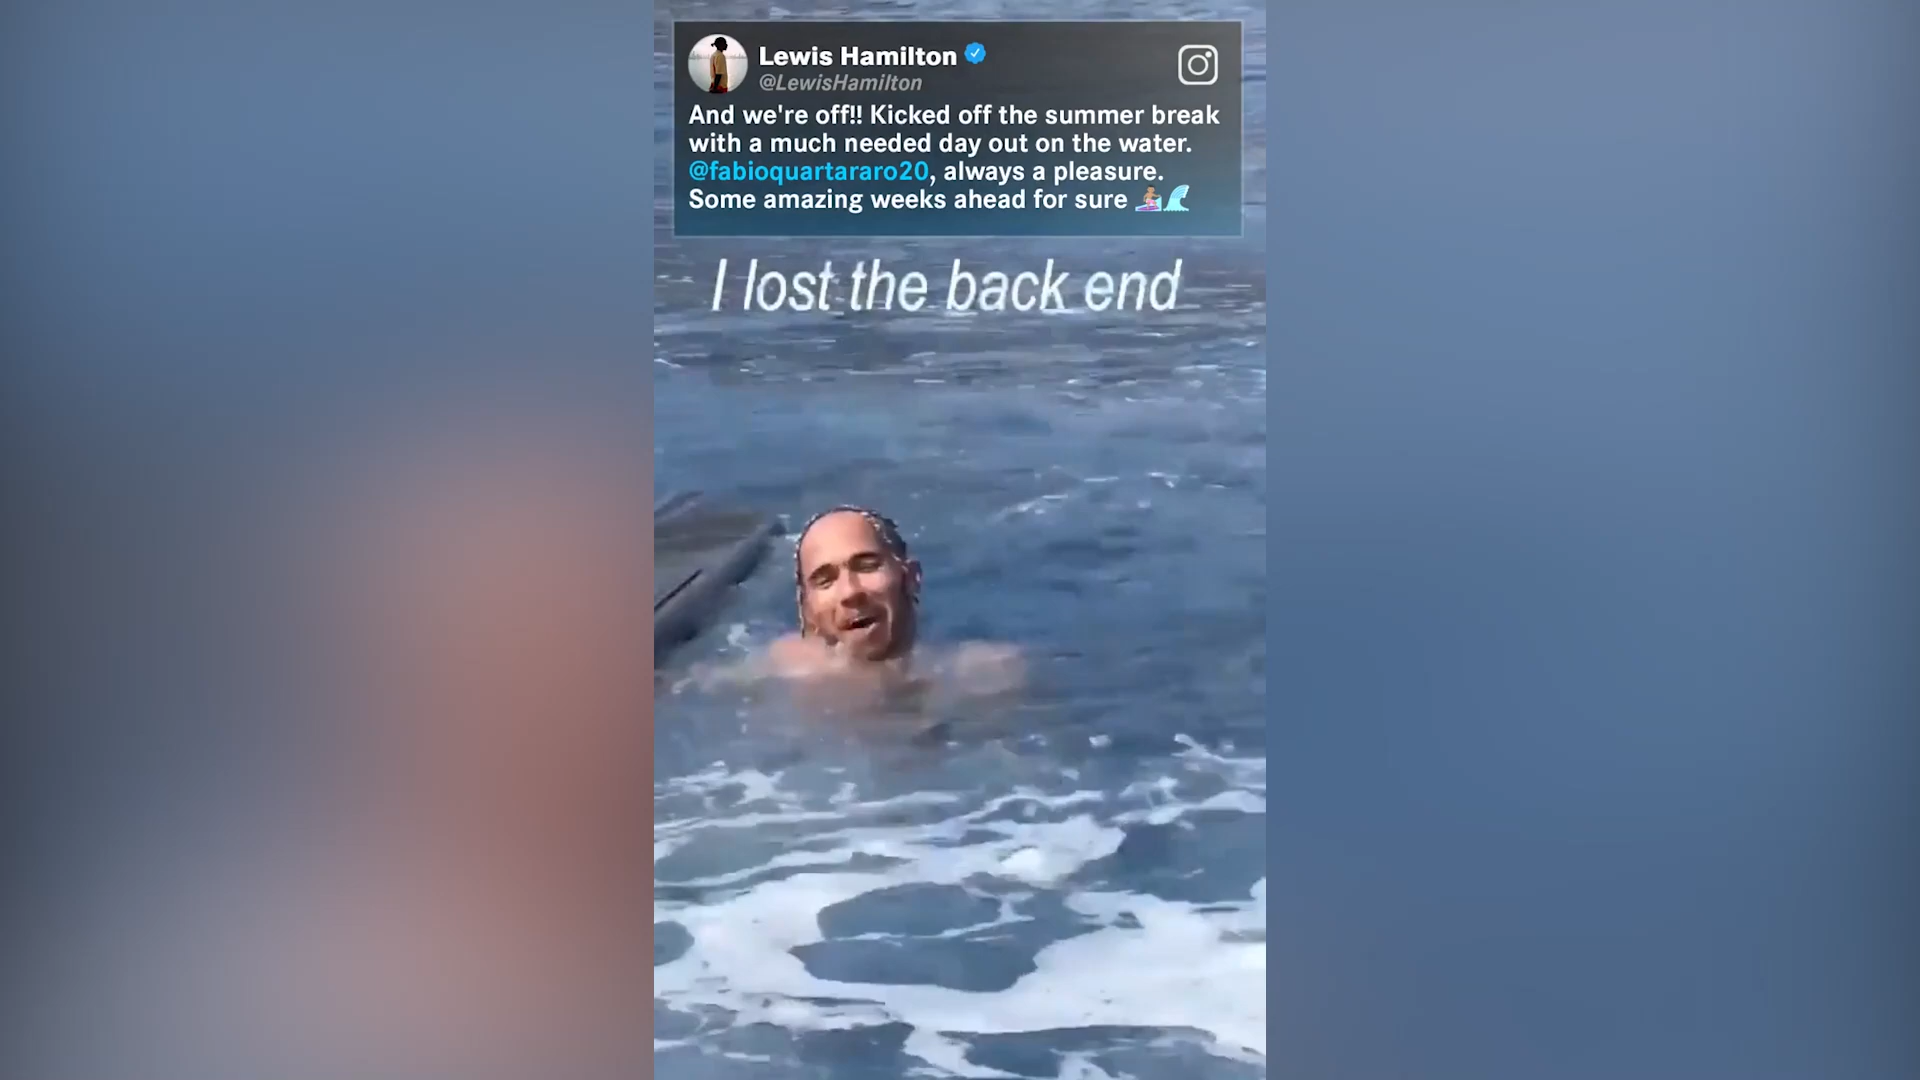 Lewis Hamilton
@LewisHamilton
And we're off!! Kicked off the summer break
with a much needed day out on the water.
@fabioquartararo20, always a pleasure.
Some amazing weeks ahead for sure 🏄🏽🌊
I lost the back end